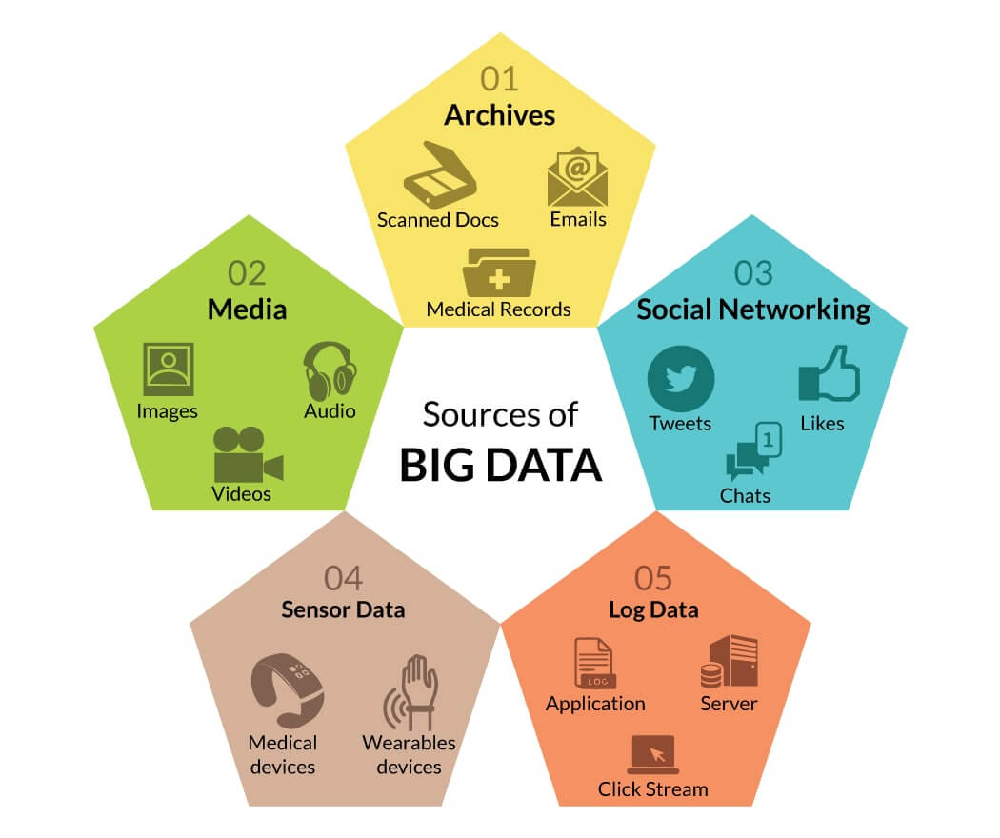 01
Archives
Scanned Docs
Emails
Medical Records
02
Media
Images
Audio
Videos
03
Social Networking
Tweets
Likes
1
Chats
Sources of
BIG DATA
04
Sensor Data
Medical
devices
Wearables
devices
05
Log Data
LOG
Application
Server
Click Stream